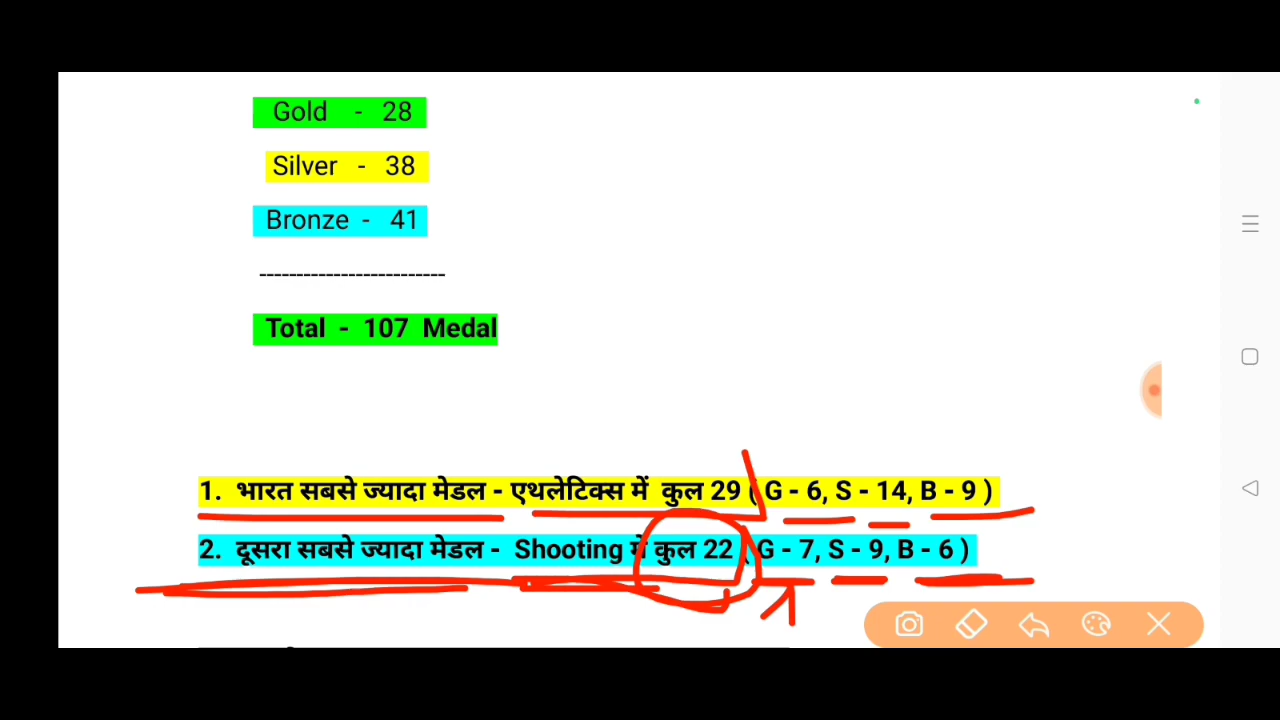 Gold - 28
Silver - 38
Bronze - 41
-------------------------
Total - 107 Medal
1. भारत सबसे ज्यादा मेडल - एथलेटिक्स में कुल 29 ( G - 6, S - 14, B - 9 )
2. दूसरा सबसे ज्यादा मेडल - Shooting में कुल 22 ( G - 7, S - 9, B - 6 )